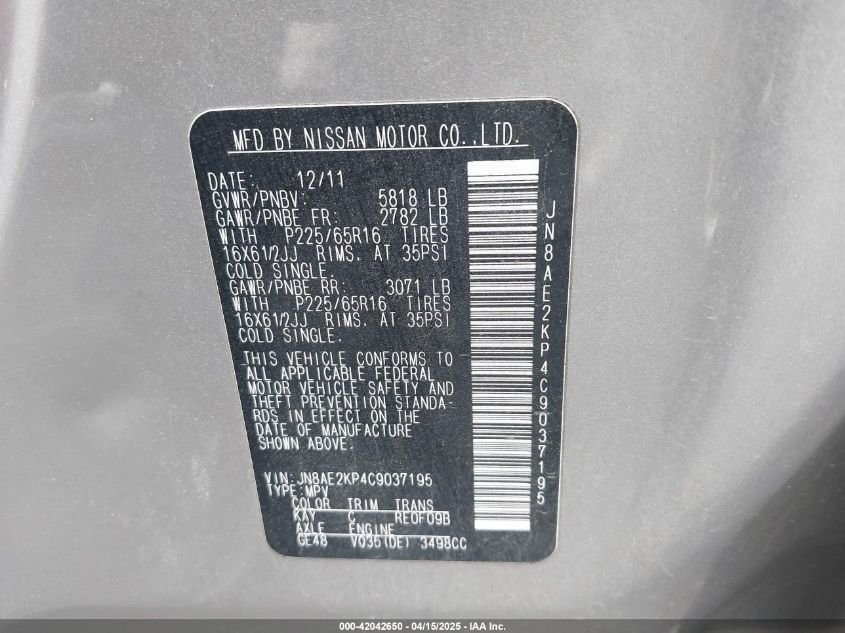 MFD BY NISSAN MOTOR CO.,LTD.
DATE: 12/11
GVWR/PNBV: 5818 LB
GAWR/PNBE FR: 2782 LB
WITH P225/65R16 TIRES
16X61/2JJ RIMS. AT 35PSI
COLD SINGLE.
GAWR/PNBE RR: 3071 LB
WITH P225/65R16 TIRES
16X61/2JJ RIMS. AT 35PSI
COLD SINGLE.
THIS VEHICLE CONFORMS TO
ALL APPLICABLE FEDERAL
MOTOR VEHICLE SAFETY AND
THEFT PREVENTION STANDA-
RDS IN EFFECT ON THE
DATE OF MANUFACTURE
SHOWN ABOVE.
VIN: JN8AE2KP4C9037195
TYPE:MPV
COLOR TRIM TRANS
KAY C RE0F09B
AXLE ENGINE
GE48 VQ35(DE) 3498CC
JN8AE2KP4C9037195
000-42042650 - 04/15/2025 - IAA Inc.